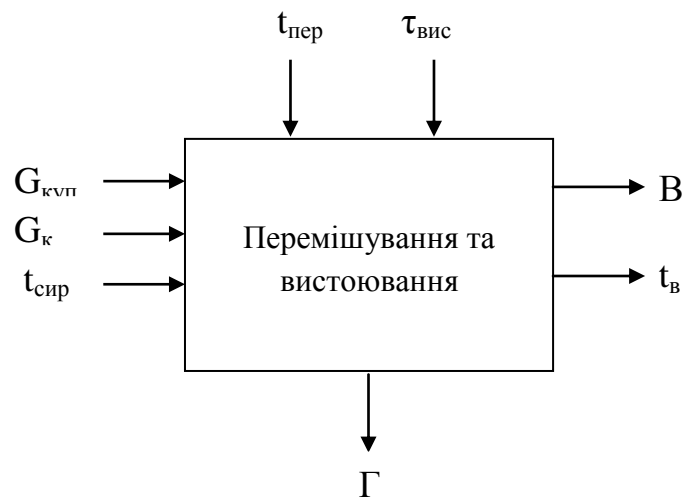 tпер
τвис
Gкуп
Gк
tсир
Перемішування та
вистоювання
В
tв
Г